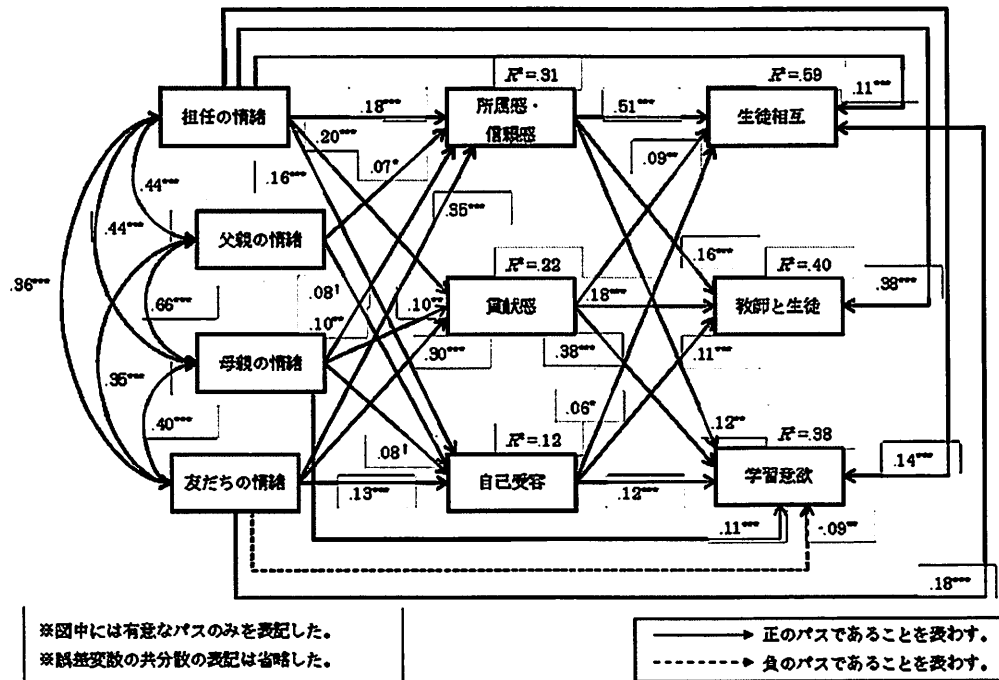 R²=.31
R²=.59
.11***
担任の情緒
.18***
所属感・
信頼感
.51***
生徒相互
.20***
.07*
.09**
.16***
.44***
.35***
父親の情緒
.44***
.16***
R²=.22
R²=.40
.36***
.08†
.38***
.66***
.10**
貢献感
.18***
教師と生徒
.10**
.30***
.38***
.11***
母親の情緒
.35***
.06*
.40***
.12**
.08†
R²=.12
R²=.38
.14***
友だちの情緒
.13***
自己受容
.12***
学習意欲
.11***
-.09**
.18***
※図中には有意なパスのみを表記した。
※誤差変数の共分散の表記は省略した。
正のパスであることを表わす。
負のパスであることを表わす。